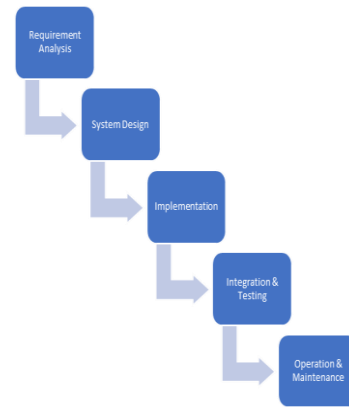 Requirement
Analysis
System Design
Implementation
Integration &
Testing
Operation &
Maintenance